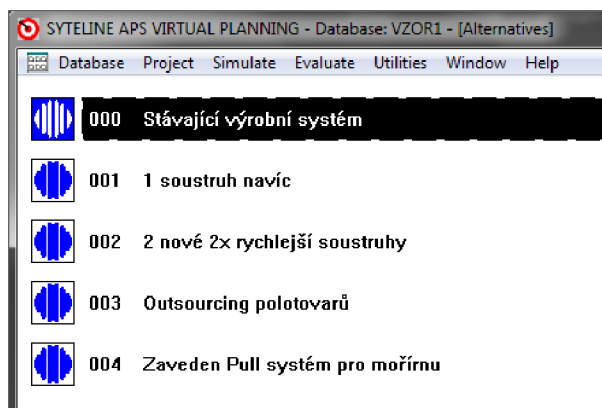 SYTELINE APS VIRTUAL PLANNING - Database: VZOR1 - [Alternatives]
Database Project Simulate Evaluate Utilities Window Help
000 Stávající výrobní systém
001 1 soustruh navíc
002 2 nové 2x rychlejší soustruhy
003 Outsourcing polotovarů
004 Zaveden Pull systém pro mořírnu